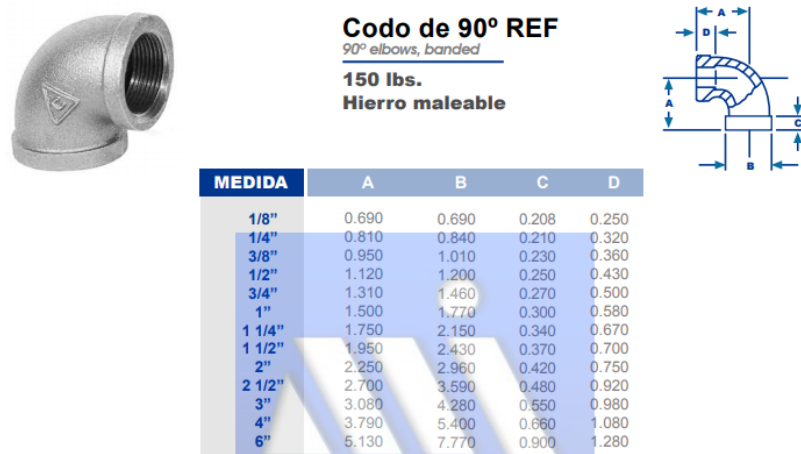 Codo de 90º REF
90º elbows, banded
150 lbs.
Hierro maleable
A
D
A
C
B
MEDIDA A B C D
1/8” 0.690 0.690 0.208 0.250
1/4” 0.810 0.840 0.210 0.320
3/8” 0.950 1.010 0.230 0.360
1/2” 1.120 1.200 0.250 0.430
3/4” 1.310 1.460 0.270 0.500
1” 1.500 1.770 0.300 0.580
1 1/4” 1.750 2.150 0.340 0.670
1 1/2” 1.950 2.430 0.370 0.700
2” 2.250 2.960 0.420 0.750
2 1/2” 2.700 3.590 0.480 0.920
3” 3.080 4.280 0.550 0.980
4” 3.790 5.400 0.660 1.080
6” 5.130 7.770 0.900 1.280